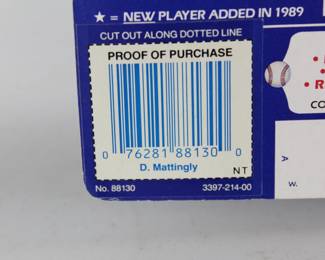 ★ = NEW PLAYER ADDED IN 1989
CUT OUT ALONG DOTTED LINE
PROOF OF PURCHASE
0 76281 88130 0
D. Mattingly
NT
No. 88130
3397-214-00
R
CO
A
W.